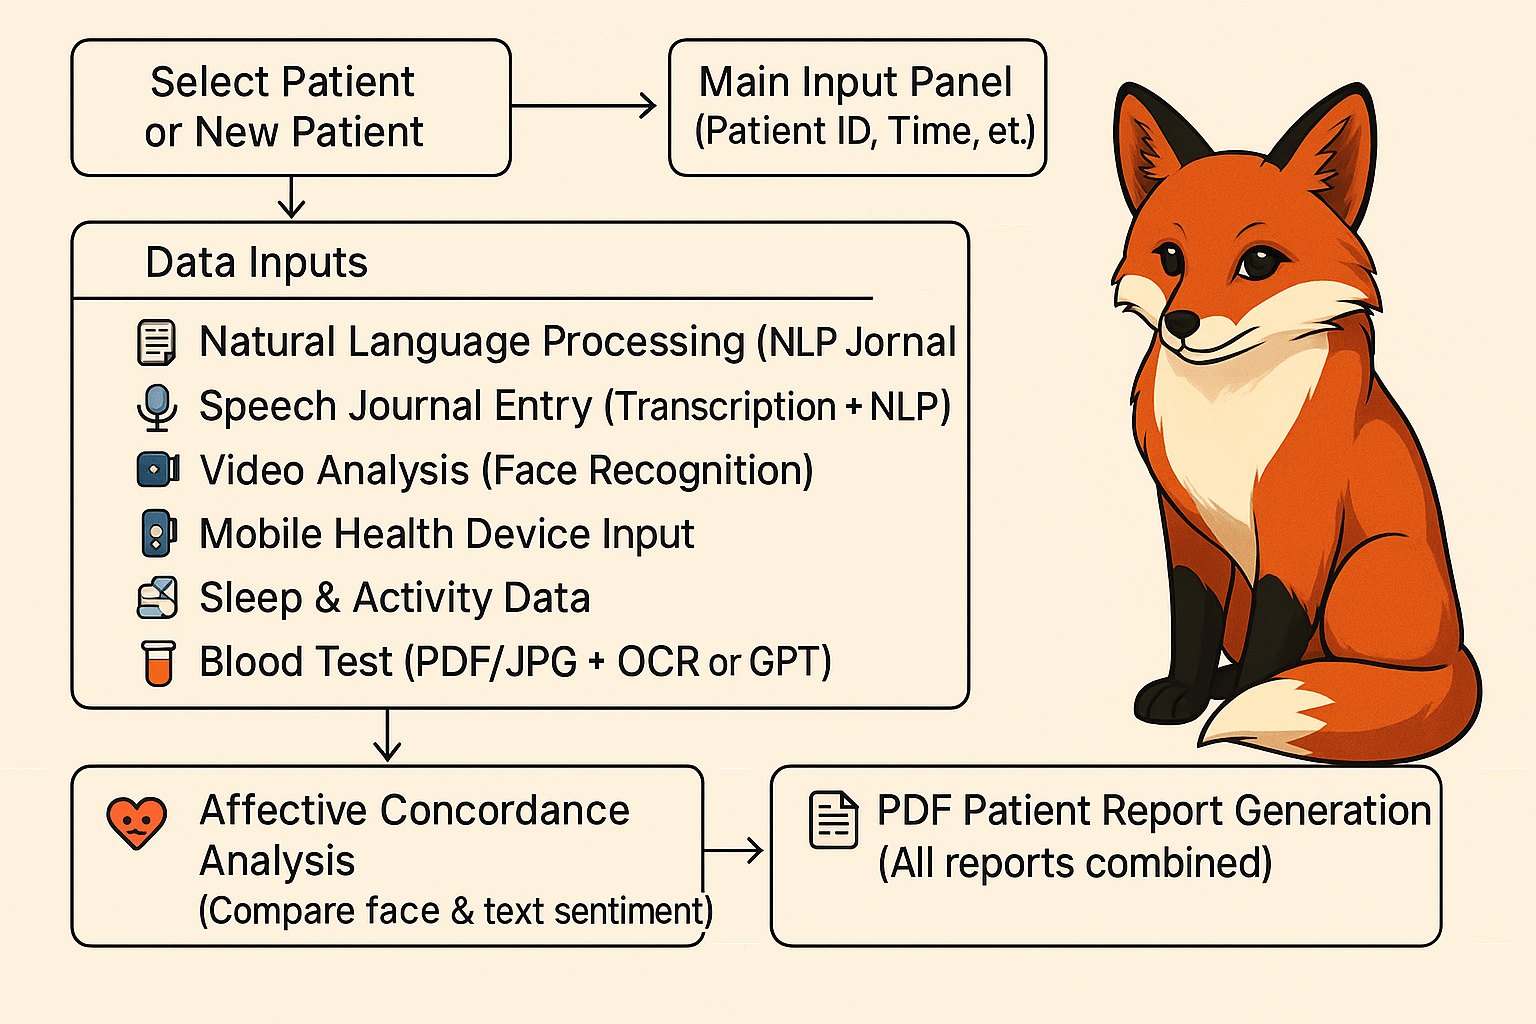 Select Patient
or New Patient
Main Input Panel
(Patient ID, Time, et.)
Data Inputs
Natural Language Processing (NLP Jornal
Speech Journal Entry (Transcription + NLP)
Video Analysis (Face Recognition)
Mobile Health Device Input
Sleep & Activity Data
Blood Test (PDF/JPG + OCR or GPT)
Affective Concordance
Analysis
(Compare face & text sentiment)
PDF Patient Report Generation
(All reports combined)